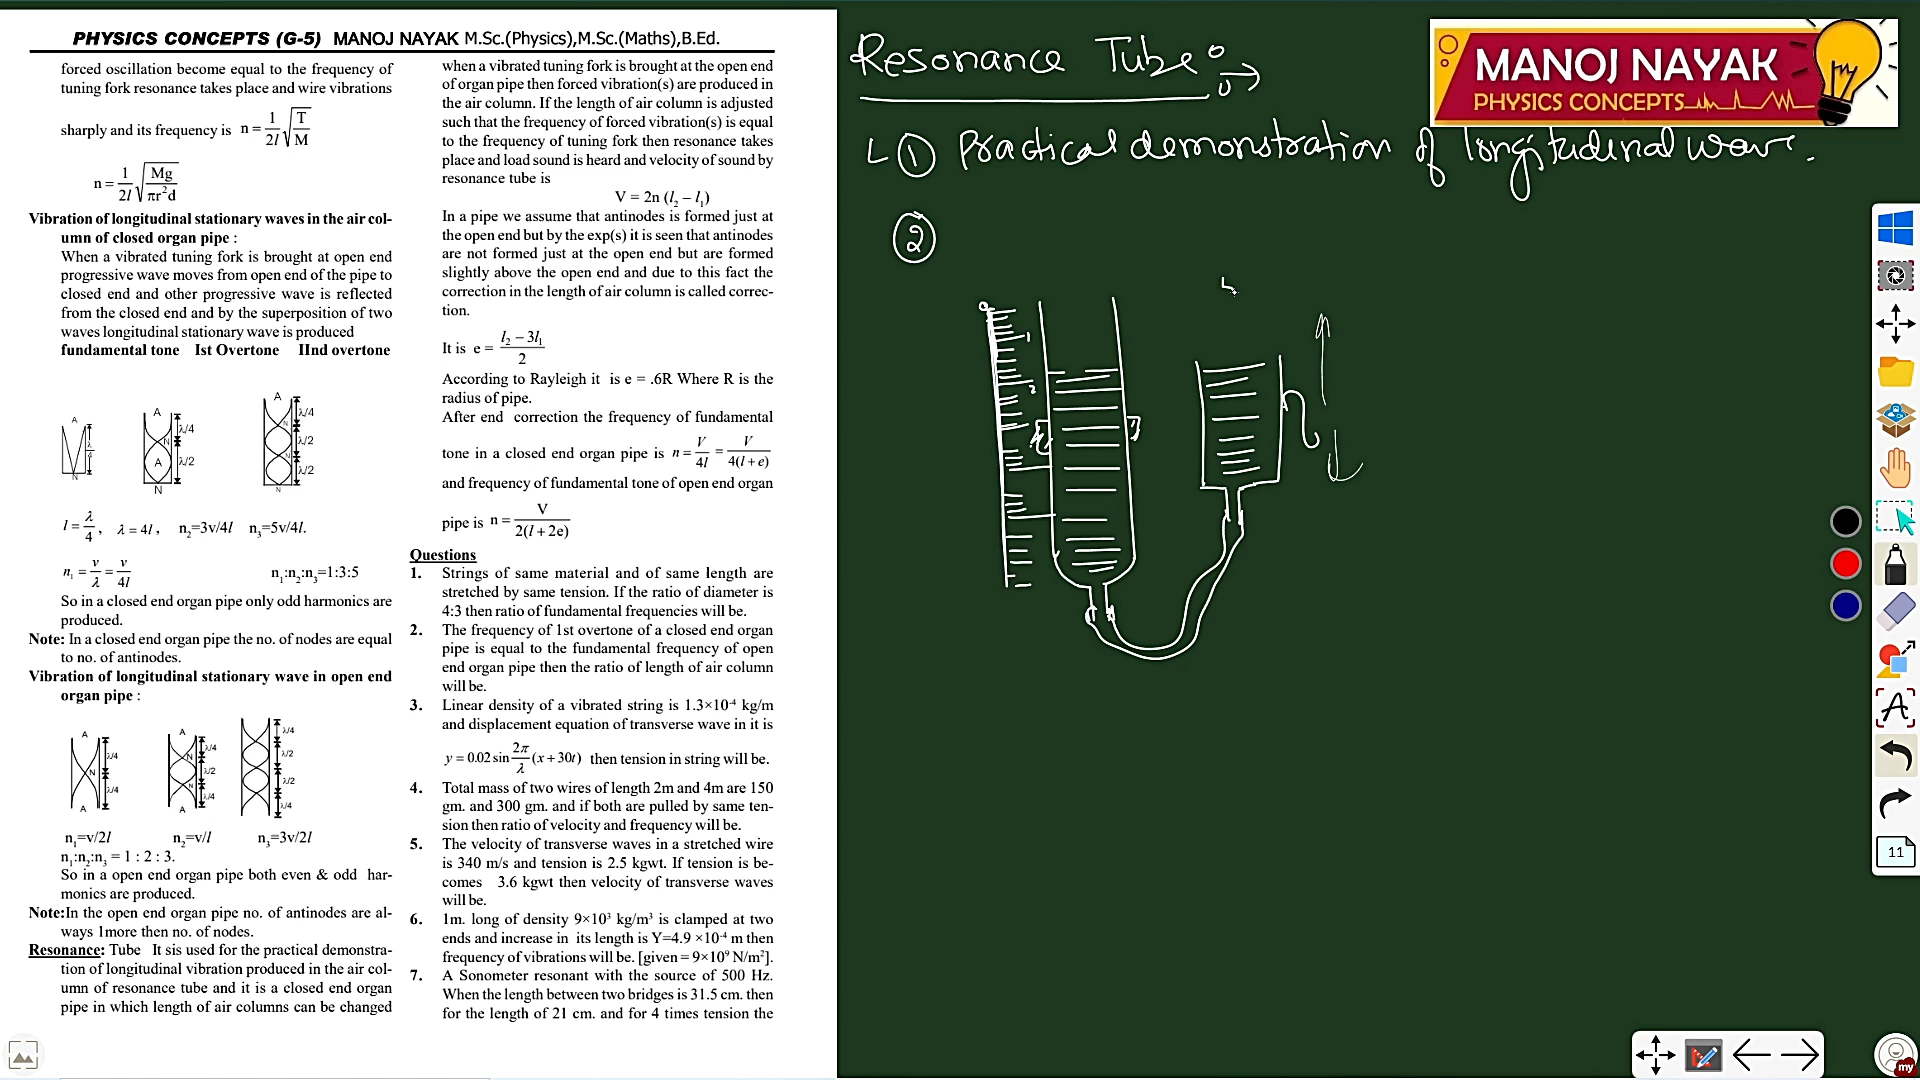 PHYSICS CONCEPTS (G-5) MANOJ NAYAK M.Sc.(Physics),M.Sc.(Maths),B.Ed.
forced oscillation become equal to the frequency of
tuning fork resonance takes place and wire vibrations
sharply and its frequency is n = 1/2l √(T/M)
n = 1/2l √(Mg/πr²d)
Vibration of longitudinal stationary waves in the air col-
umn of closed organ pipe :
When a vibrated tuning fork is brought at open end
progressive wave moves from open end of the pipe to
closed end and other progressive wave is reflected
from the closed end and by the superposition of two
waves longitudinal stationary wave is produced
fundamental tone Ist Overtone IInd overtone
A A A
λ/4 λ/4
N N
λ/2 λ/2
A N
λ/2 λ/2
N N N
l = λ/4 , λ = 4l , n₂=3v/4l n₃=5v/4l.
n₁ = v/λ = v/4l n₁:n₂:n₃=1:3:5
So in a closed end organ pipe only odd harmonics are
produced.
Note: In a closed end organ pipe the no. of nodes are equal
to no. of antinodes.
Vibration of longitudinal stationary wave in open end
organ pipe :
A A
λ/4 λ/4 λ/4
N N λ/2
λ/2
λ/4 N λ/2
λ/4 λ/4
A A
n₁=v/2l n₂=v/l n₃=3v/2l
n₁:n₂:n₃ = 1 : 2 : 3.
So in a open end organ pipe both even & odd har-
monics are produced.
Note:In the open end organ pipe no. of antinodes are al-
ways 1more then no. of nodes.
Resonance: Tube It sis used for the practical demonstra-
tion of longitudinal vibration produced in the air col-
umn of resonance tube and it is a closed end organ
pipe in which length of air columns can be changed
when a vibrated tuning fork is brought at the open end
of organ pipe then forced vibration(s) are produced in
the air column. If the length of air column is adjusted
such that the frequency of forced vibration(s) is equal
to the frequency of tuning fork then resonance takes
place and load sound is heard and velocity of sound by
resonance tube is
V = 2n (l₂ – l₁)
In a pipe we assume that antinodes is formed just at
the open end but by the exp(s) it is seen that antinodes
are not formed just at the open end but are formed
slightly above the open end and due to this fact the
correction in the length of air column is called correc-
tion.
It is e = (l₂ − 3l₁)/2
According to Rayleigh it is e = .6R Where R is the
radius of pipe.
After end correction the frequency of fundamental
tone in a closed end organ pipe is n = V/4l = V/4(l+e)
and frequency of fundamental tone of open end organ
pipe is n = V/2(l+2e)
Questions
1. Strings of same material and of same length are
stretched by same tension. If the ratio of diameter is
4:3 then ratio of fundamental frequencies will be.
2. The frequency of 1st overtone of a closed end organ
pipe is equal to the fundamental frequency of open
end organ pipe then the ratio of length of air column
will be.
3. Linear density of a vibrated string is 1.3×10⁻⁴ kg/m
and displacement equation of transverse wave in it is
y = 0.02 sin 2π/λ (x + 30t) then tension in string will be.
4. Total mass of two wires of length 2m and 4m are 150
gm. and 300 gm. and if both are pulled by same ten-
sion then ratio of velocity and frequency will be.
5. The velocity of transverse waves in a stretched wire
is 340 m/s and tension is 2.5 kgwt. If tension is be-
comes 3.6 kgwt then velocity of transverse waves
will be.
6. 1m. long of density 9×10³ kg/m³ is clamped at two
ends and increase in its length is Y=4.9 ×10⁻⁴ m then
frequency of vibrations will be. [given = 9×10⁹ N/m²].
7. A Sonometer resonant with the source of 500 Hz.
When the length between two bridges is 31.5 cm. then
for the length of 21 cm. and for 4 times tension the
Resonance Tube
① Practical demonstration of longitudinal wave.
②
0
1
2
MANOJ NAYAK
PHYSICS CONCEPTS
11
my